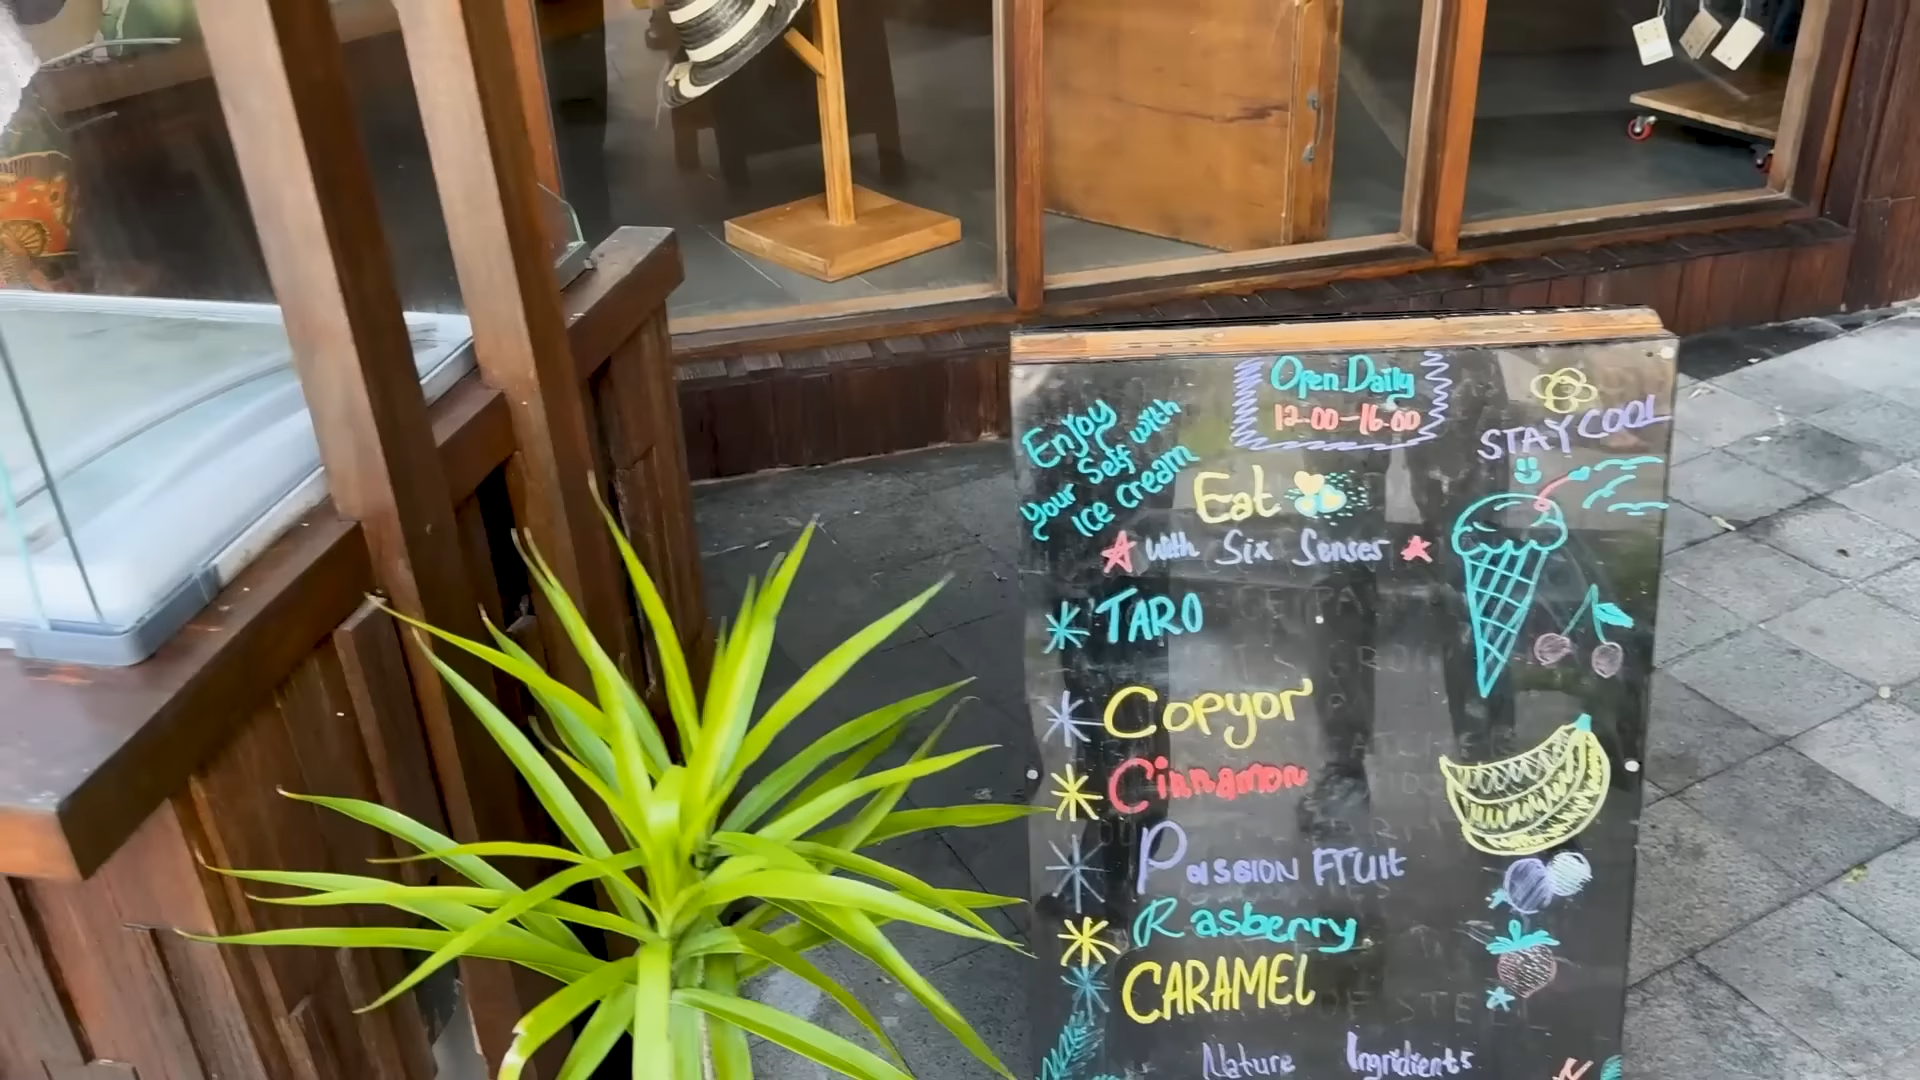 Open Daily
12-00-16.00
Enjoy
Your Self with
Ice Cream
STAY COOL
Eat
with Six Senses
TARO
Copyor
Cinnamon
Passion Fruit
Rasberry
CARAMEL
Nature Ingridients